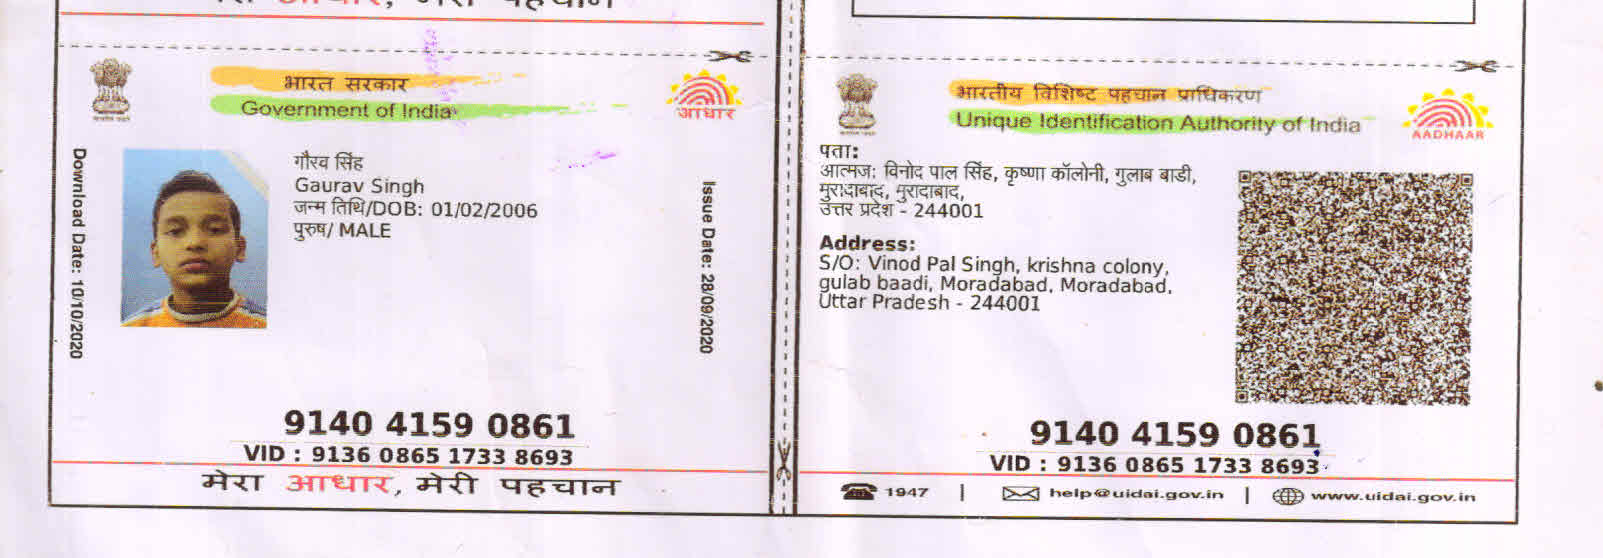 भारत सरकार
Government of India
आधार
Download Date: 10/10/2020
गौरव सिंह
Gaurav Singh
जन्म तिथि/DOB: 01/02/2006
पुरुष/ MALE
Issue Date: 28/09/2020
9140 4159 0861
VID : 9136 0865 1733 8693
मेरा आधार, मेरी पहचान
भारतीय विशिष्ट पहचान प्राधिकरण
Unique Identification Authority of India
AADHAAR
पता:
आत्मज: विनोद पाल सिंह, कृष्णा कॉलोनी, गुलाब बाडी,
मुरादाबाद, मुरादाबाद,
उत्तर प्रदेश - 244001
Address:
S/O: Vinod Pal Singh, krishna colony,
gulab baadi, Moradabad, Moradabad,
Uttar Pradesh - 244001
9140 4159 0861
VID : 9136 0865 1733 8693
1947 | help@uidai.gov.in | www.uidai.gov.in